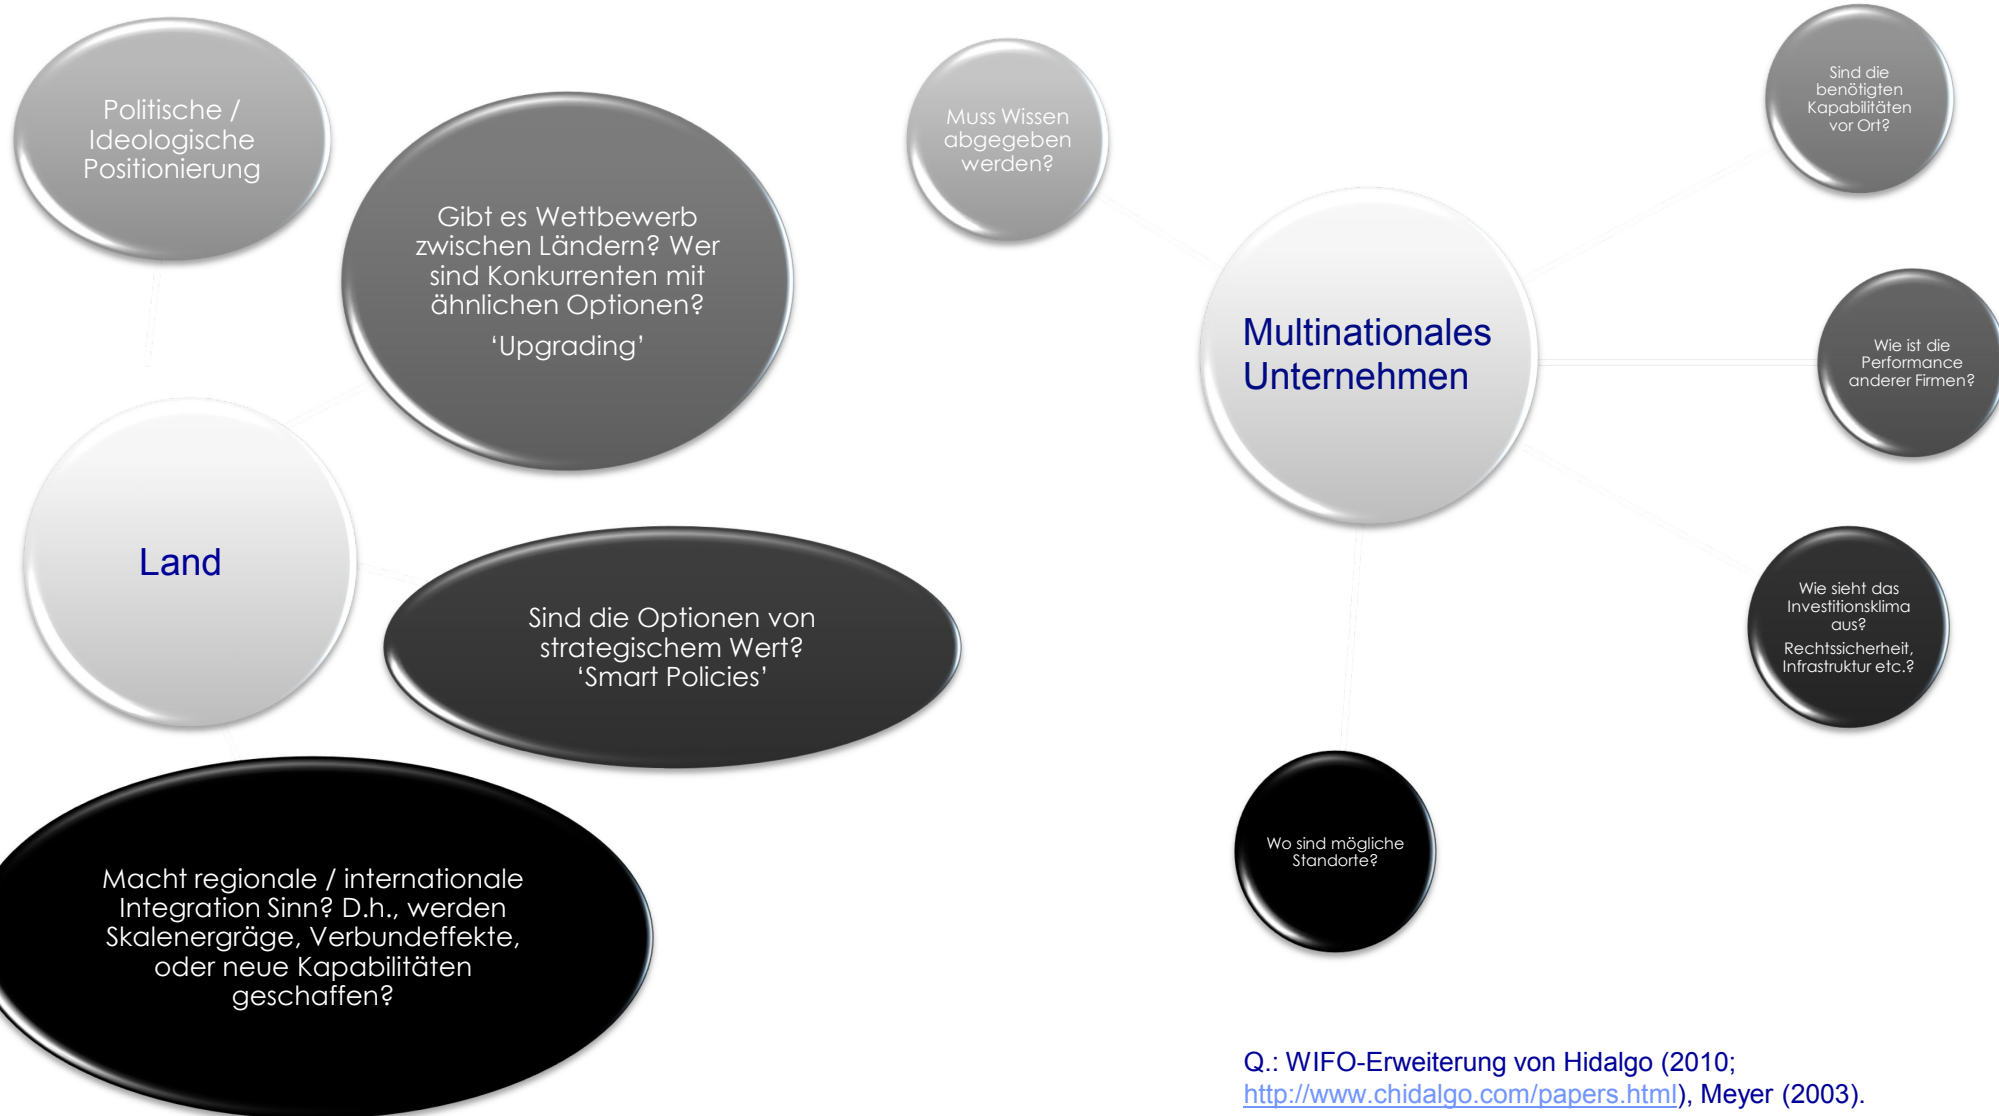 Politische /
Ideologische
Positionierung
Gibt es Wettbewerb
zwischen Ländern? Wer
sind Konkurrenten mit
ähnlichen Optionen?
‘Upgrading’
Land
Sind die Optionen von
strategischem Wert?
‘Smart Policies’
Macht regionale / internationale
Integration Sinn? D.h., werden
Skalenergräge, Verbundeffekte,
oder neue Kapabilitäten
geschaffen?
Muss Wissen
abgegeben
werden?
Multinationales
Unternehmen
Sind die
benötigten
Kapabilitäten
vor Ort?
Wie ist die
Performance
anderer Firmen?
Wie sieht das
Investitionsklima
aus?
Rechtssicherheit,
Infrastruktur etc.?
Wo sind mögliche
Standorte?
Q.: WIFO-Erweiterung von Hidalgo (2010;
http://www.chidalgo.com/papers.html), Meyer (2003).